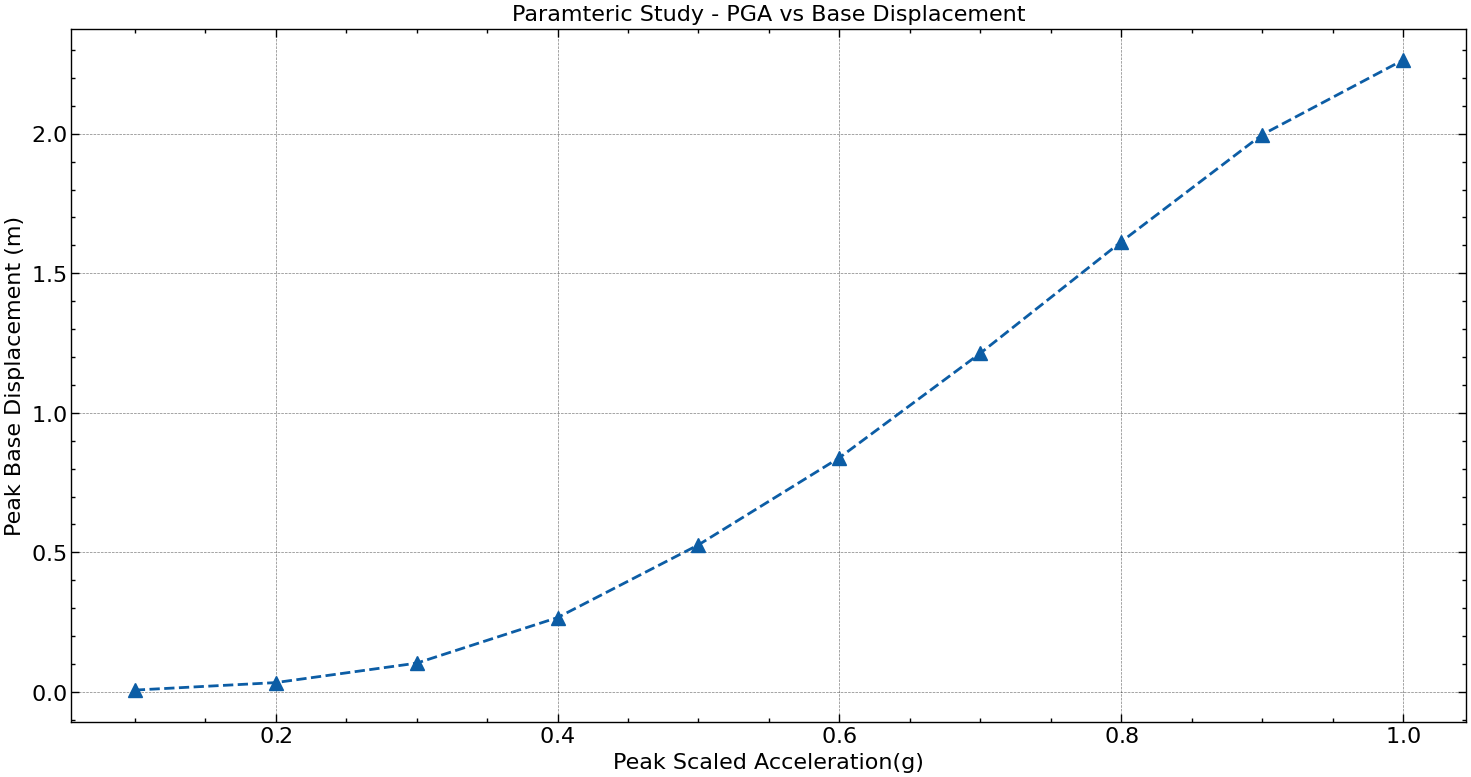 Paramteric Study - PGA vs Base Displacement
Peak Base Displacement (m)
2.0
1.5
1.0
0.5
0.0
0.2 0.4 0.6 0.8 1.0
Peak Scaled Acceleration(g)